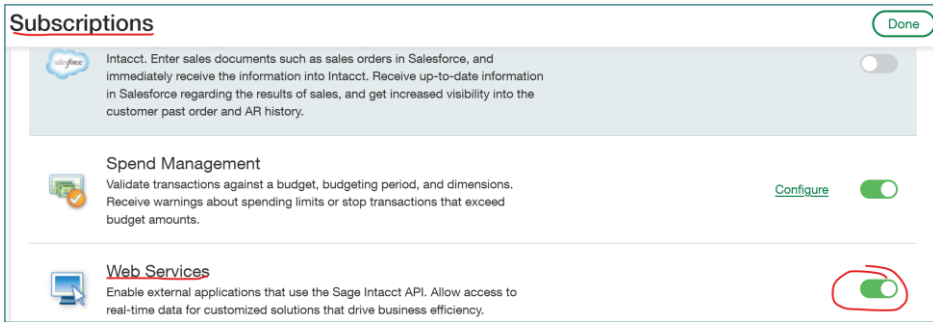 Subscriptions
Done
salesforce
Intacct. Enter sales documents such as sales orders in Salesforce, and
immediately receive the information into Intacct. Receive up-to-date information
in Salesforce regarding the results of sales, and get increased visibility into the
customer past order and AR history.
Spend Management
Validate transactions against a budget, budgeting period, and dimensions.
Receive warnings about spending limits or stop transactions that exceed
budget amounts.
Configure
Web Services
Enable external applications that use the Sage Intacct API. Allow access to
real-time data for customized solutions that drive business efficiency.